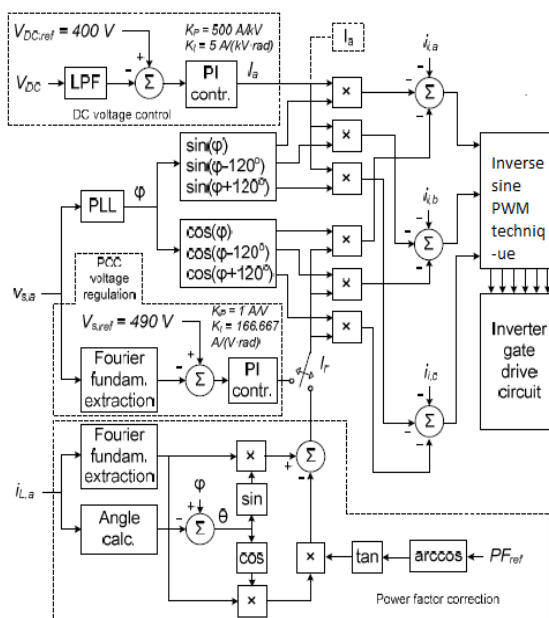 V_DC,ref = 400 V
K_P = 500 A/kV
K_I = 5 A/(kV·rad)
I_a
i_i,a
V_DC
LPF
Σ
+
-
PI
contr.
I_a
DC voltage control
×
×
×
-
-
-
Σ
sin(φ)
sin(φ-120°)
sin(φ+120°)
PLL
φ
cos(φ)
cos(φ-120°)
cos(φ+120°)
×
×
×
i_i,b
-
-
-
Σ
Inverse
sine
PWM
techniq
-ue
v_s,a
PCC
voltage
regulation
V_s,ref = 490 V
K_P = 1 A/V
K_I = 166.667
A/(V·rad)
Fourier
fundam.
extraction
+
-
Σ
PI
contr.
I_r
i_i,c
-
-
-
Σ
Inverter
gate
drive
circuit
i_L,a
Fourier
fundam.
extraction
×
+
-
Σ
sin
Angle
calc.
φ
+
-
Σ
θ
cos
×
×
tan
arccos
PF_ref
Power factor correction